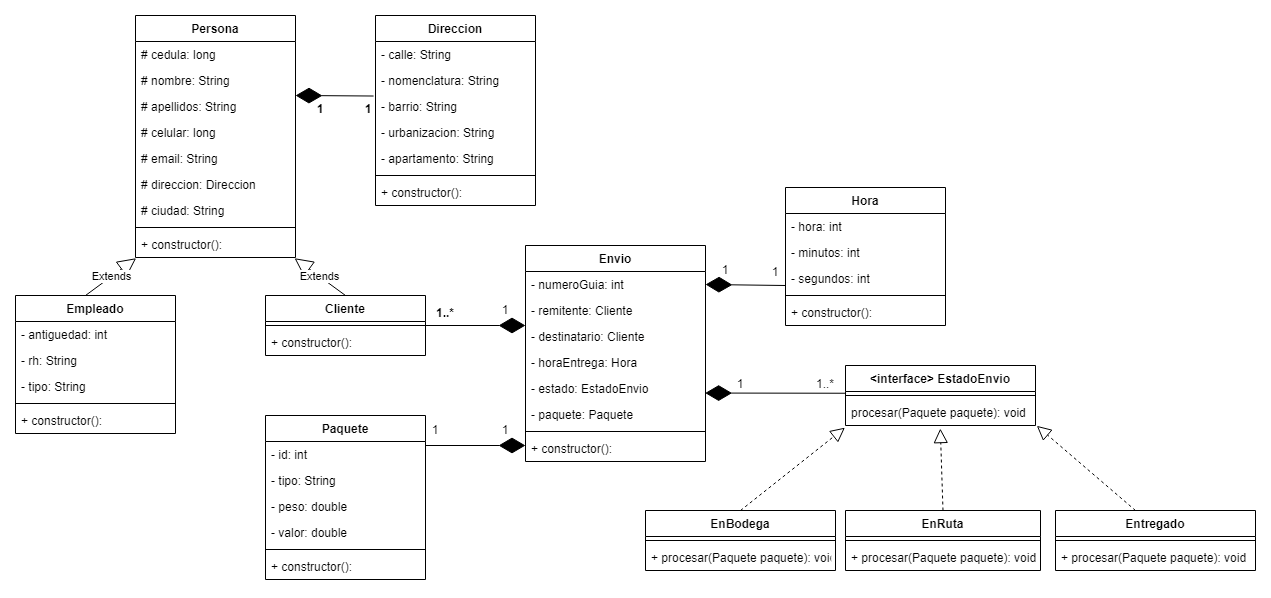 Persona
# cedula: long
# nombre: String
# apellidos: String
# celular: long
# email: String
# direccion: Direccion
# ciudad: String
+ constructor():
1
1
Direccion
- calle: String
- nomenclatura: String
- barrio: String
- urbanizacion: String
- apartamento: String
+ constructor():
Extends
Extends
Empleado
- antiguedad: int
- rh: String
- tipo: String
+ constructor():
Cliente
+ constructor():
1..*
1
Envio
- numeroGuia: int
- remitente: Cliente
- destinatario: Cliente
- horaEntrega: Hora
- estado: EstadoEnvio
- paquete: Paquete
+ constructor():
1
1
Hora
- hora: int
- minutos: int
- segundos: int
+ constructor():
1
1..*
<interface> EstadoEnvio
procesar(Paquete paquete): void
Paquete
- id: int
- tipo: String
- peso: double
- valor: double
+ constructor():
1
1
EnBodega
+ procesar(Paquete paquete): voi
EnRuta
+ procesar(Paquete paquete): void
Entregado
+ procesar(Paquete paquete): void